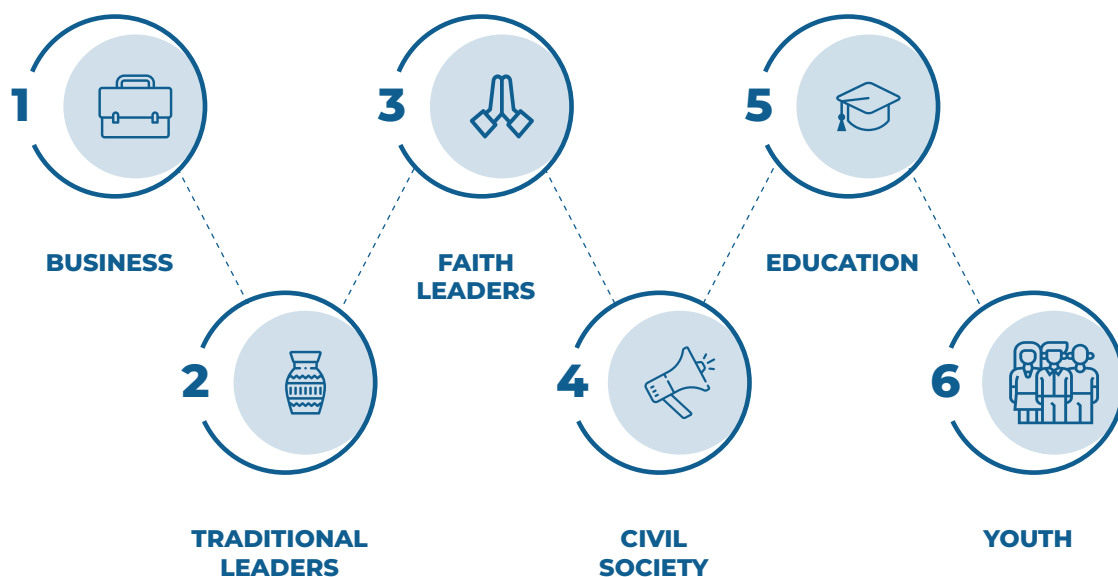 1
BUSINESS
2
TRADITIONAL
LEADERS
3
FAITH
LEADERS
4
CIVIL
SOCIETY
5
EDUCATION
6
YOUTH